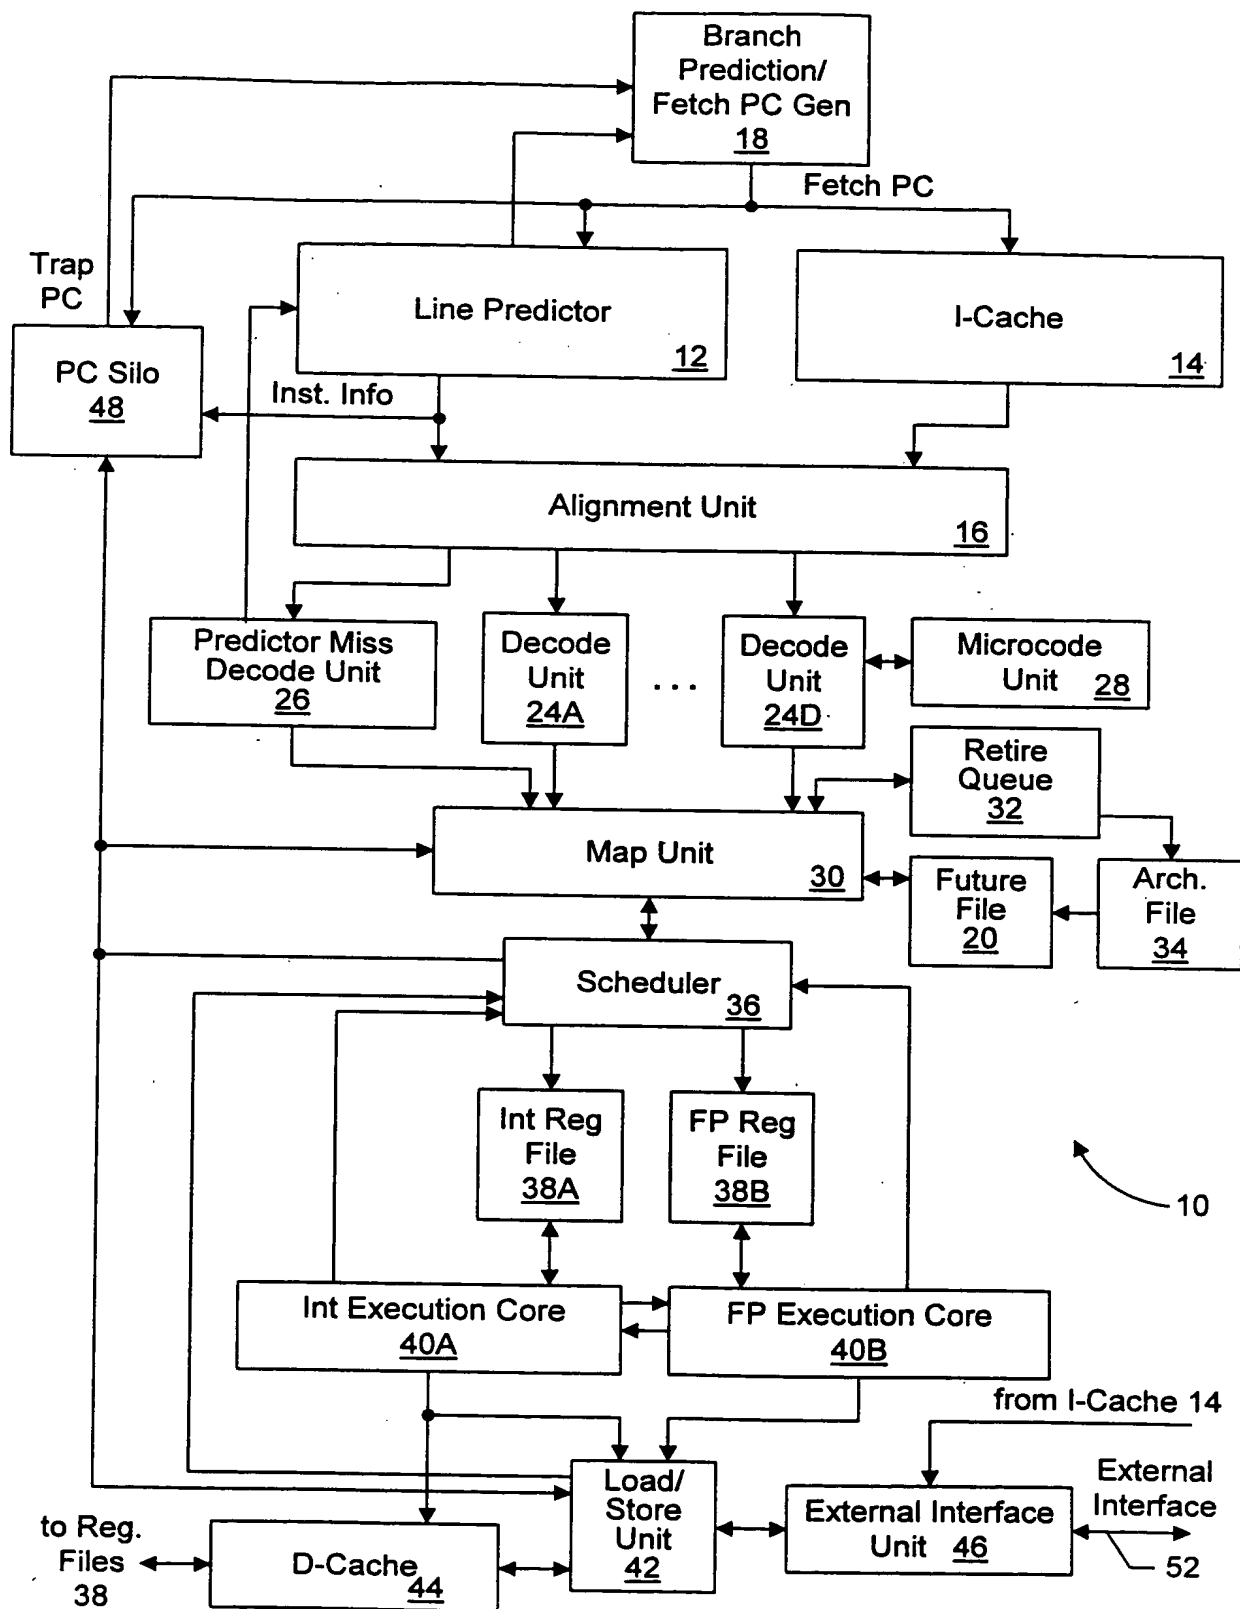 Branch
Prediction/
Fetch PC Gen
18
Fetch PC
Trap
PC
Line Predictor
12
I-Cache
14
PC Silo
48
Inst. Info
Alignment Unit
16
Predictor Miss
Decode Unit
26
Decode
Unit
24A
...
Decode
Unit
24D
Microcode
Unit 28
Retire
Queue
32
Map Unit
30
Future
File
20
Arch.
File
34
Scheduler
36
Int Reg
File
38A
FP Reg
File
38B
10
Int Execution Core
40A
FP Execution Core
40B
from I-Cache 14
Load/
Store
Unit
42
External Interface
Unit 46
External
Interface
52
to Reg.
Files
38
D-Cache
44